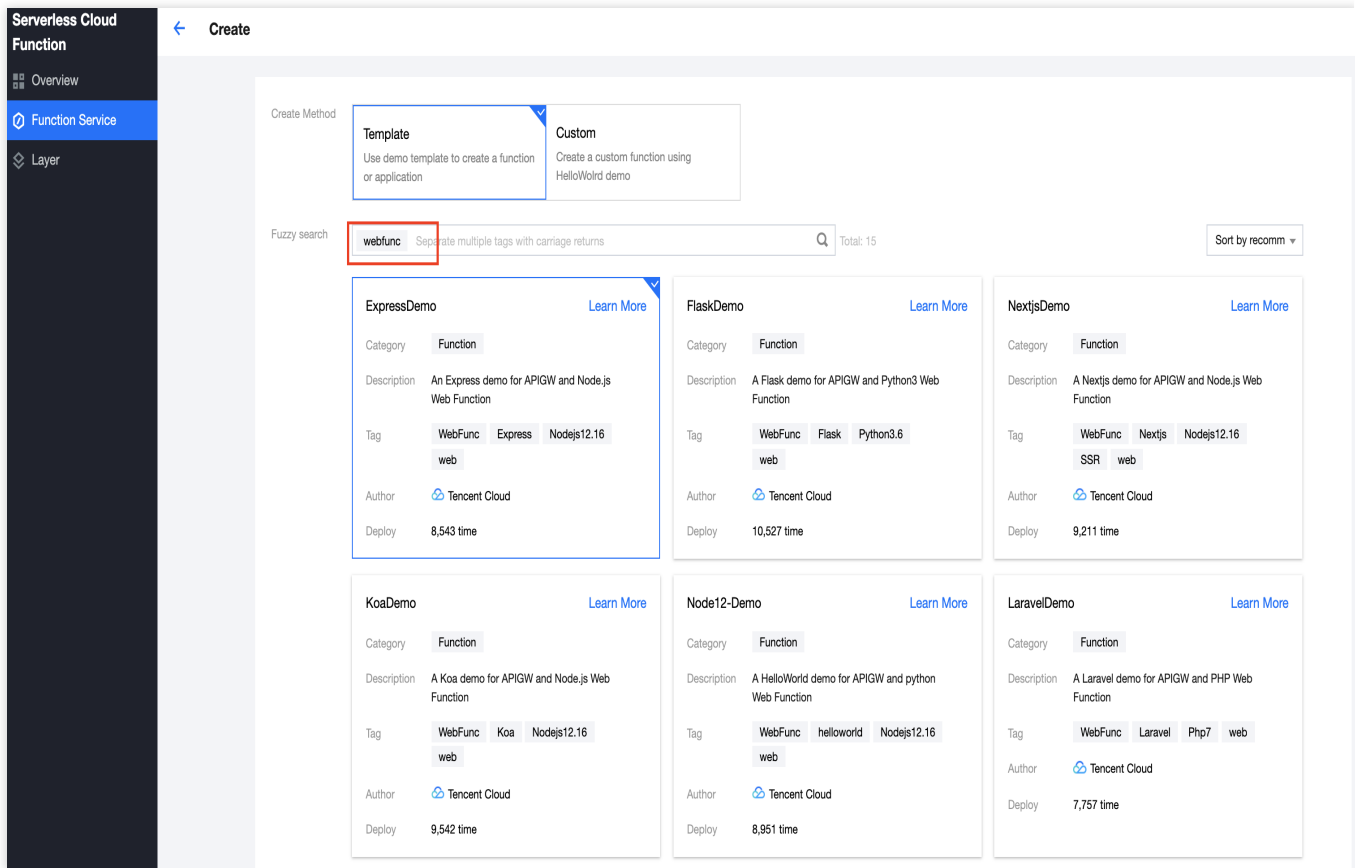 Serverless Cloud
Function
Overview
Function Service
Layer
Create
Create Method
Template
Use demo template to create a function
or application
Custom
Create a custom function using
HelloWolrd demo
Fuzzy search
webfunc Separate multiple tags with carriage returns
Total: 15
Sort by recomm
ExpressDemo Learn More
Category Function
Description An Express demo for APIGW and Node.js
Web Function
Tag WebFunc Express Nodejs12.16
web
Author Tencent Cloud
Deploy 8,543 time
FlaskDemo Learn More
Category Function
Description A Flask demo for APIGW and Python3 Web
Function
Tag WebFunc Flask Python3.6
web
Author Tencent Cloud
Deploy 10,527 time
NextjsDemo Learn More
Category Function
Description A Nextjs demo for APIGW and Node.js Web
Function
Tag WebFunc Nextjs Nodejs12.16
SSR web
Author Tencent Cloud
Deploy 9,211 time
KoaDemo Learn More
Category Function
Description A Koa demo for APIGW and Node.js Web
Function
Tag WebFunc Koa Nodejs12.16
web
Author Tencent Cloud
Deploy 9,542 time
Node12-Demo Learn More
Category Function
Description A HelloWorld demo for APIGW and python
Web Function
Tag WebFunc helloworld Nodejs12.16
web
Author Tencent Cloud
Deploy 8,951 time
LaravelDemo Learn More
Category Function
Description A Laravel demo for APIGW and PHP Web
Function
Tag WebFunc Laravel Php7 web
Author Tencent Cloud
Deploy 7,757 time